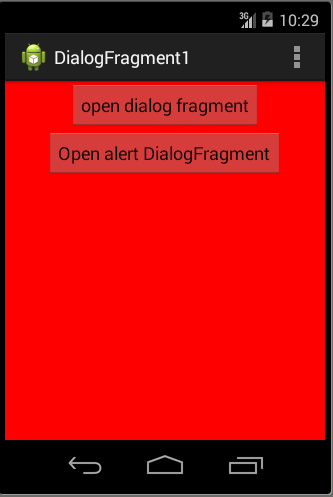 3G 10:29
DialogFragment1
open dialog fragment
Open alert DialogFragment